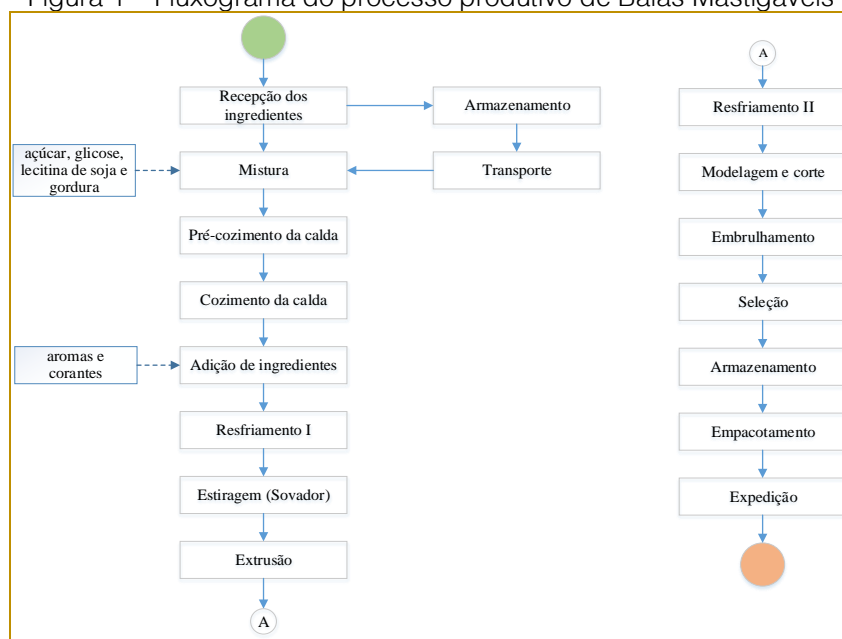 Figura 1 – Fluxograma do processo produtivo de Balas Mastigáveis
Recepção dos
ingredientes
Armazenamento
açúcar, glicose,
lecitina de soja e
gordura
Mistura
Transporte
Pré-cozimento da calda
Cozimento da calda
aromas e
corantes
Adição de ingredientes
Resfriamento I
Estiragem (Sovador)
Extrusão
A
A
Resfriamento II
Modelagem e corte
Embrulhamento
Seleção
Armazenamento
Empacotamento
Expedição